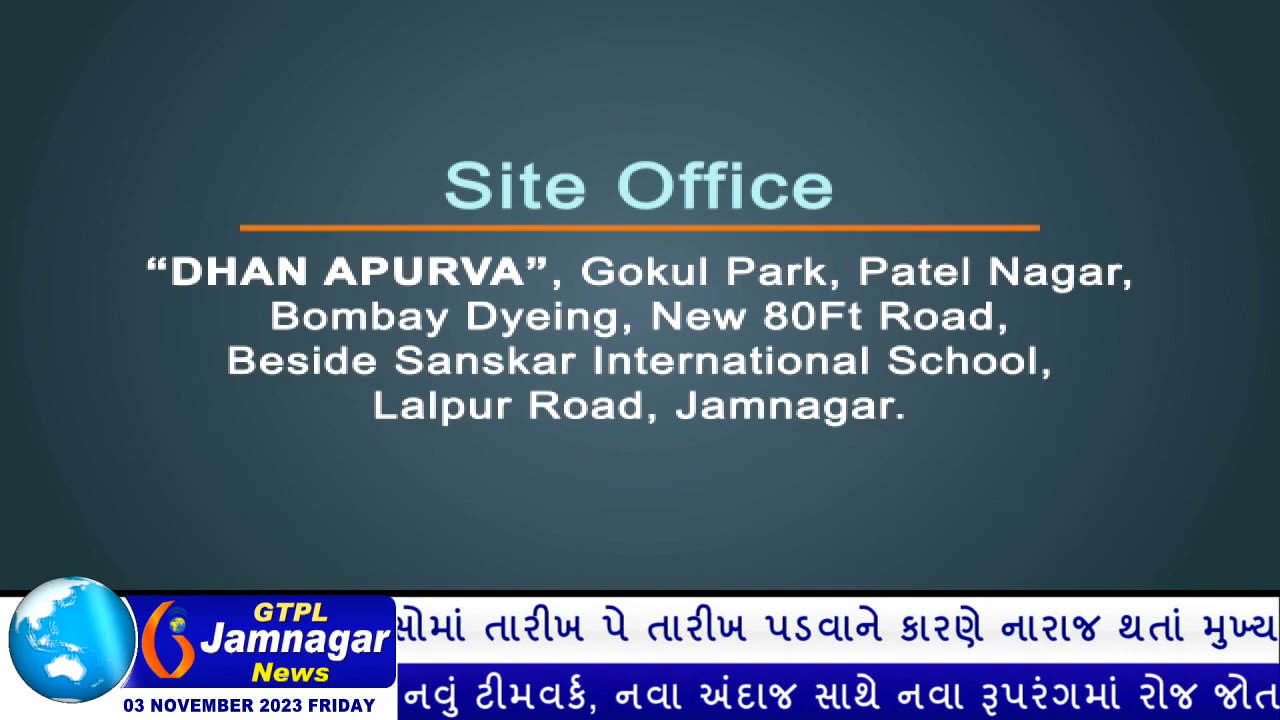 Site Office
“DHAN APURVA”, Gokul Park, Patel Nagar,
Bombay Dyeing, New 80Ft Road,
Beside Sanskar International School,
Lalpur Road, Jamnagar.
GTPL
Jamnagar
News
03 NOVEMBER 2023 FRIDAY
તારીખ પે તારીખ પડવાને કારણે નારાજ થતાં મુખ્ય
નવું ટીમવર્ક, નવા અંદાજ સાથે નવા રૂપરંગમાં રોજ જોત